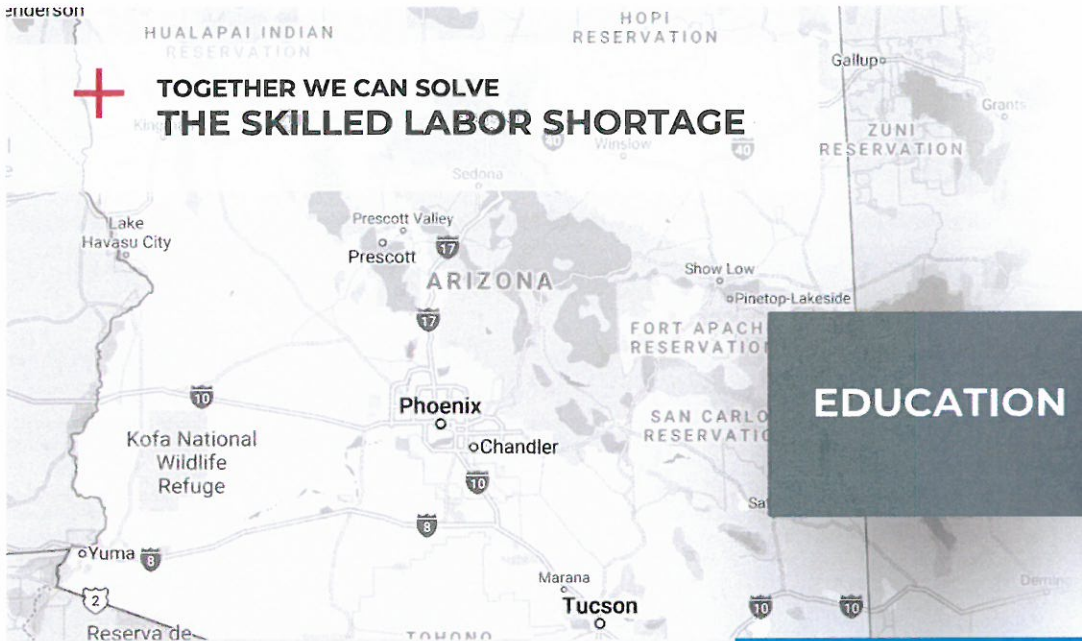 HUALAPAI INDIAN
RESERVATION
HOPI
RESERVATION
Gallup
TOGETHER WE CAN SOLVE
THE SKILLED LABOR SHORTAGE
Grants
ZUNI
RESERVATION
40
Winslow
40
Sedona
Lake
Havasu City
Prescott Valley
Prescott
17
ARIZONA
Show Low
Pinetop-Lakeside
17
FORT APACH
RESERVATIO
10
Phoenix
EDUCATION
SAN CARLO
RESERVATIO
Kofa National
Wildlife
Refuge
Chandler
10
8
Yuma
8
Marana
2
Tucson
10
10
Reserva de
TOHONO